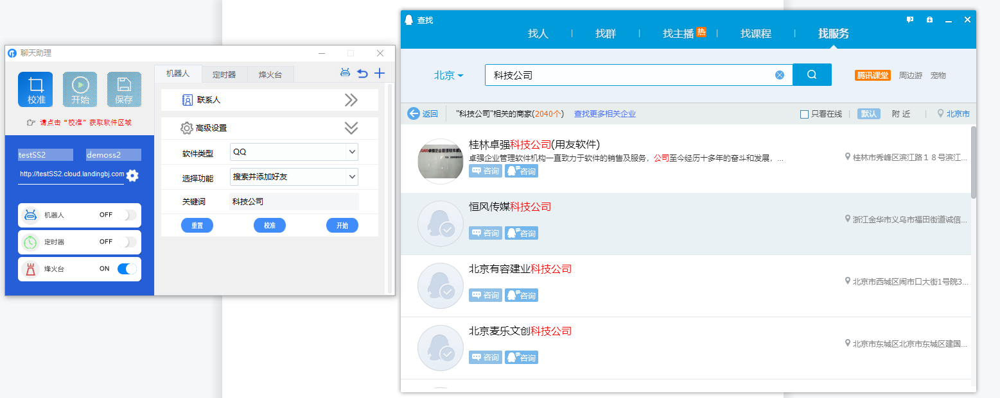 聊天助理
校准
开始
保存
请点击“校准”获取软件区域
testSS2
demoss2
http://testSS2.cloud.landingbj.com
机器人
OFF
定时器
OFF
烽火台
ON
机器人
定时器
烽火台
联系人
高级设置
软件类型
QQ
选择功能
搜索并添加好友
关键词
科技公司
重置
校准
开始
查找
找人
找群
找主播
热
找课程
找服务
北京
科技公司
腾讯课堂
周边游
宠物
返回
"科技公司"相关的商家(2040个)
查找更多相关企业
只看在线
默认
附 近
北京市
桂林卓强科技公司(用友软件)
卓强企业管理软件机构一直致力于软件的销售及服务，公司至今经历十多年的奋斗和发展，...
咨询
咨询
桂林市秀峰区滨江路１８号滨江...
恒风传媒科技公司
咨询
咨询
浙江金华市义乌市福田街道诚信...
北京有容建业科技公司
咨询
咨询
北京市西城区闹市口大街1号院3...
北京麦乐文创科技公司
咨询
咨询
北京市东城区北京市东城区建国...